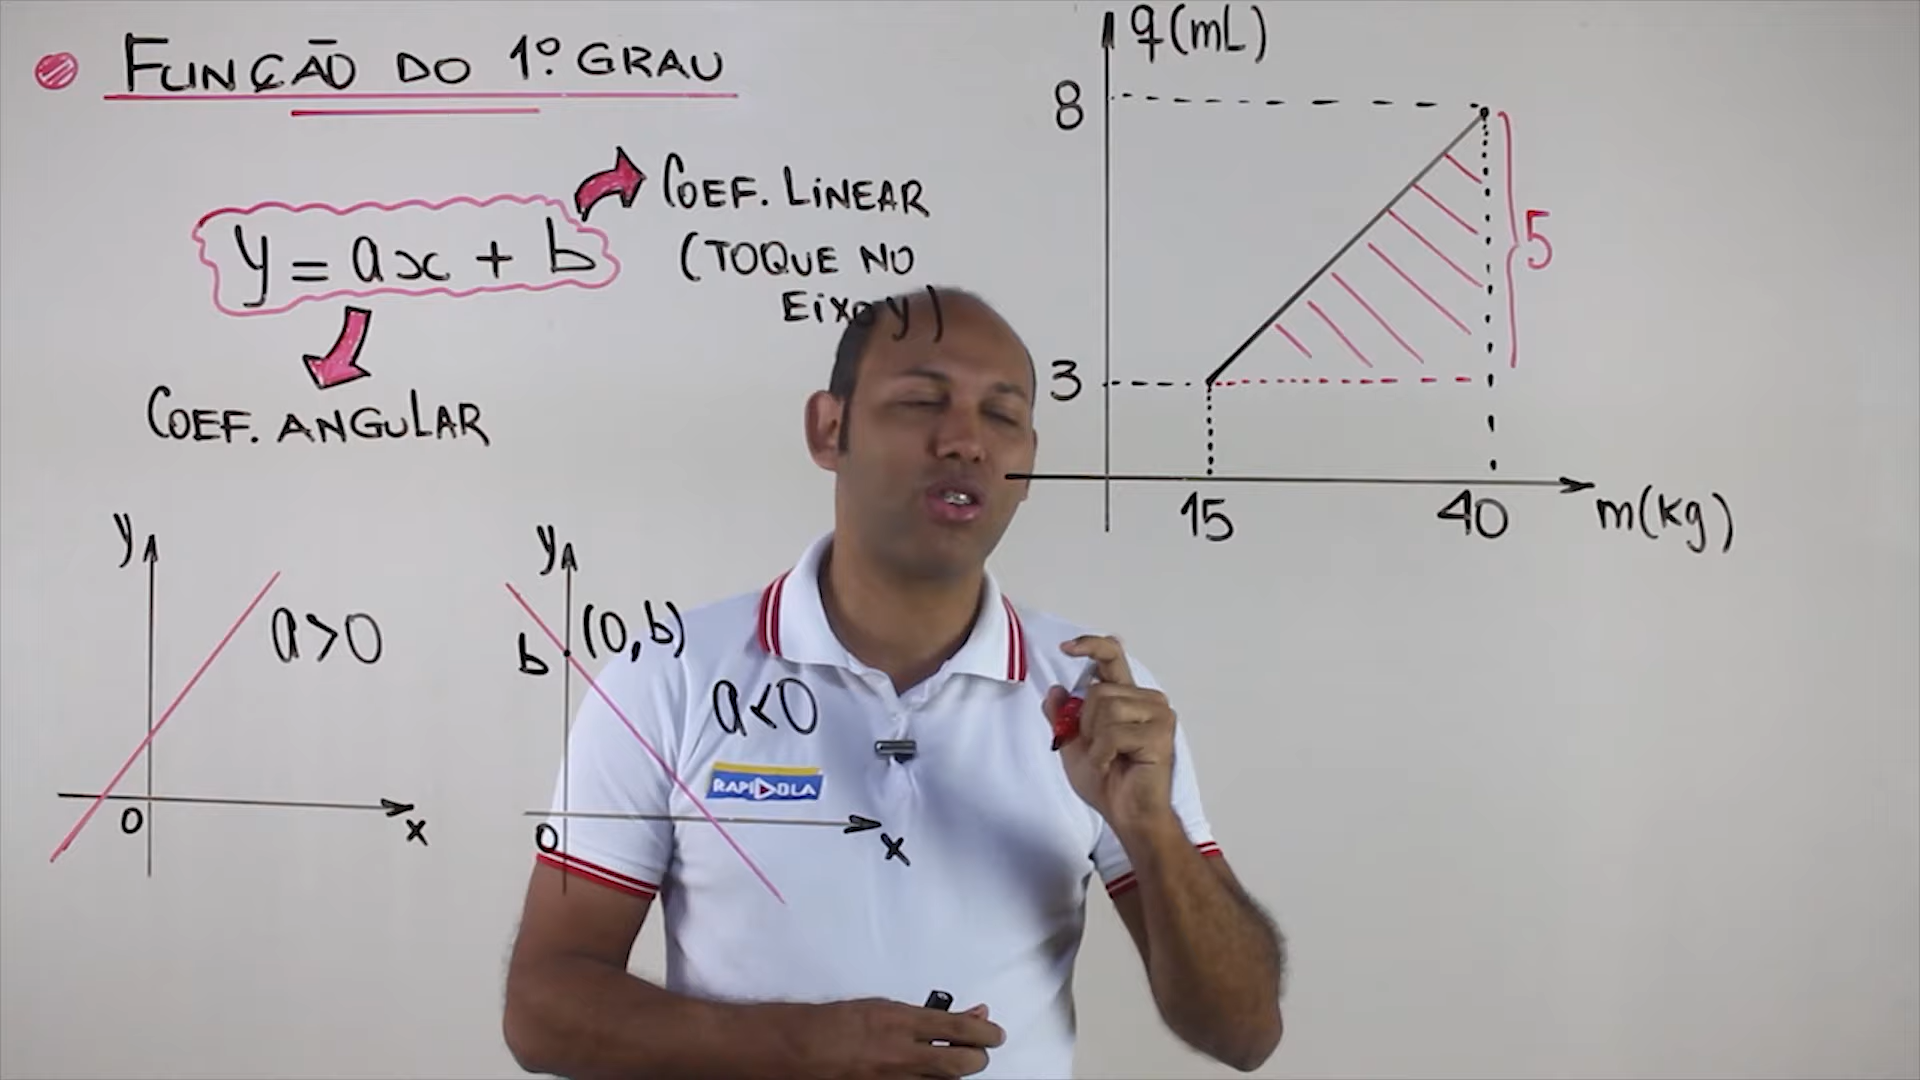 FUNÇÃO DO 1º GRAU
y = ax + b
COEF. LINEAR
(TOQUE NO
EIXO y)
COEF. ANGULAR
y
a>0
0
x
y
b
(0,b)
a<0
0
x
RAPIDOLA
q(mL)
8
5
3
15
40
m(kg)